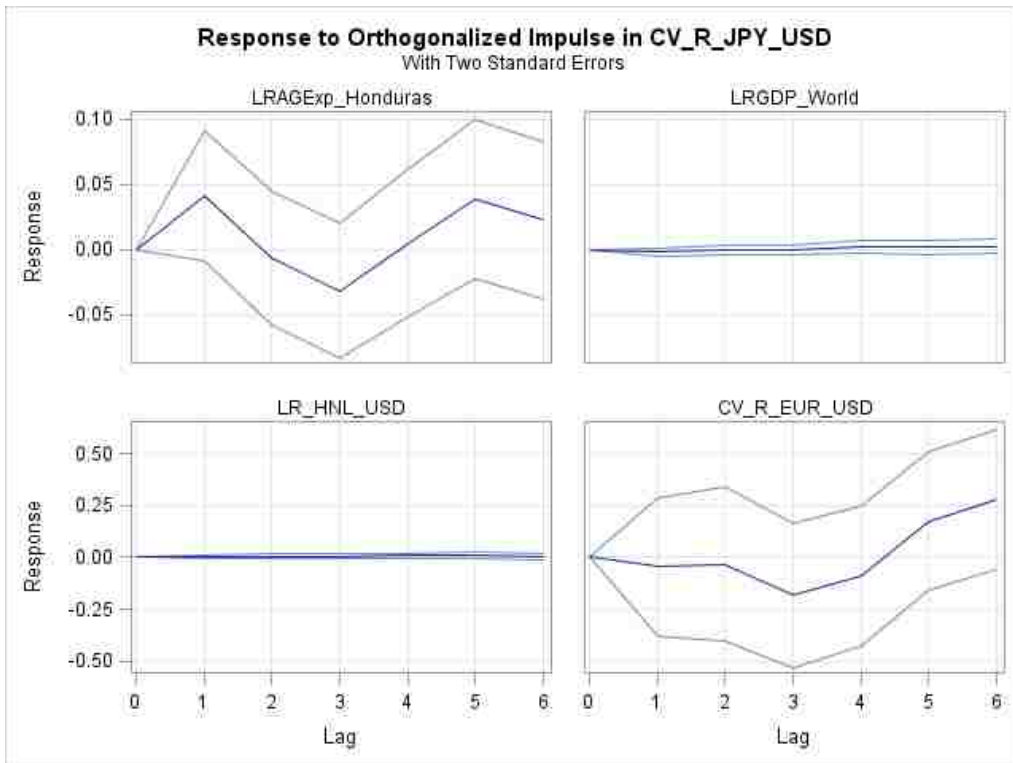 Response to Orthogonalized Impulse in CV_R_JPY_USD
With Two Standard Errors
LRAGExp_Honduras
LRGDP_World
0.10
0.05
0.00
-0.05
Response
LR_HNL_USD
CV_R_EUR_USD
0.50
0.25
0.00
-0.25
-0.50
Response
0 1 2 3 4 5 6
0 1 2 3 4 5 6
Lag
Lag